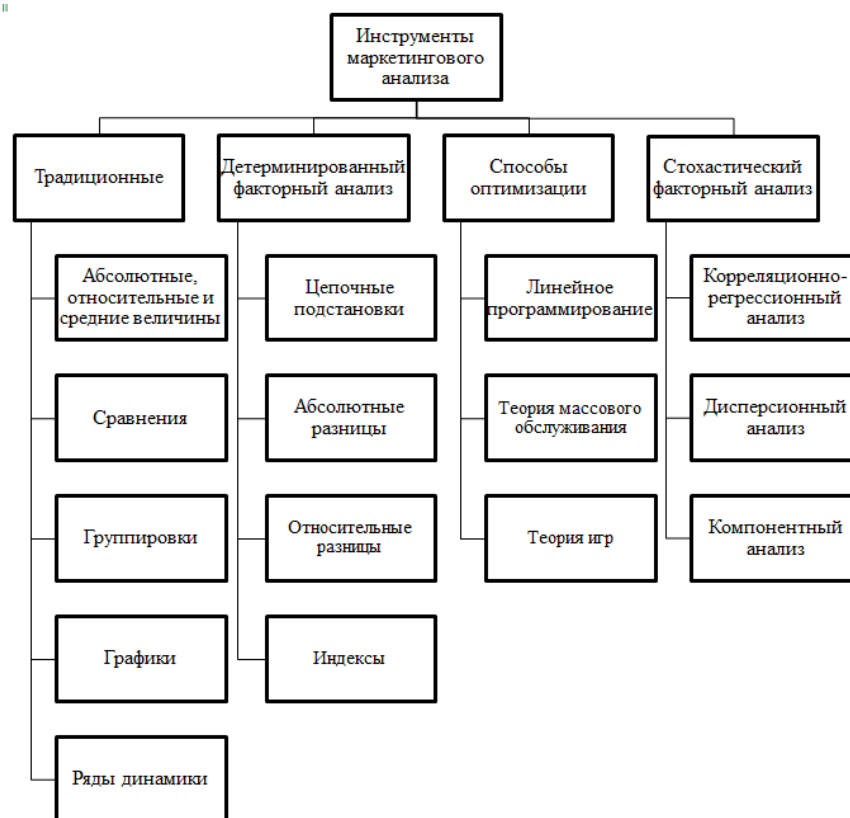 Инструменты
маркетингового
анализа
Традиционные
Детерминированный
факторный анализ
Способы
оптимизации
Стохастический
факторный анализ
Абсолютные,
относительные и
средние величины
Цепочные
подстановки
Линейное
программирование
Корреляционно-
регрессионный
анализ
Сравнения
Абсолютные
разницы
Теория массового
обслуживания
Дисперсионный
анализ
Группировки
Относительные
разницы
Теория игр
Компонентный
анализ
Графики
Индексы
Ряды динамики